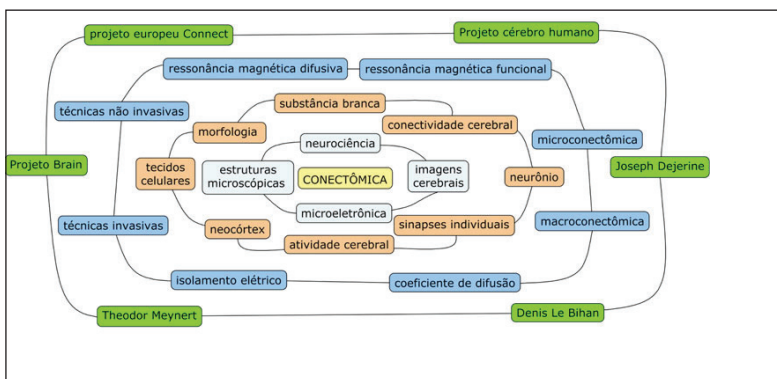 projeto europeu Connect
Projeto cérebro humano
ressonância magnética difusiva
ressonância magnética funcional
substância branca
técnicas não invasivas
morfologia
conectividade cerebral
neurociência
microconectômica
Projeto Brain
tecidos
celulares
estruturas
microscópicas
CONECTÔMICA
imagens
cerebrais
neurônio
Joseph Dejerine
microeletrônica
técnicas invasivas
neocórtex
sinapses individuais
macroconectômica
atividade cerebral
isolamento elétrico
coeficiente de difusão
Theodor Meynert
Denis Le Bihan